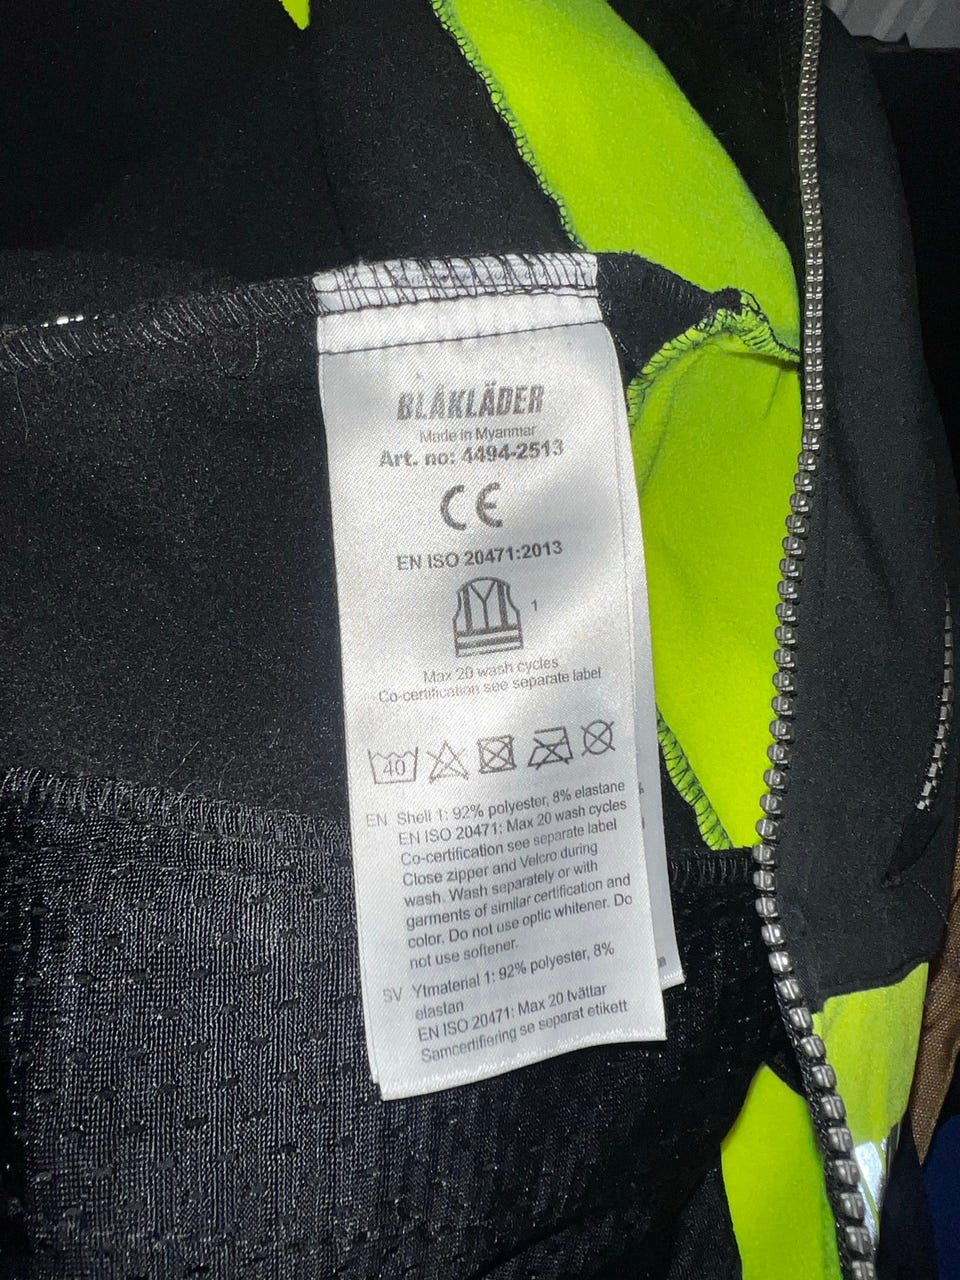 BLÅKLÄDER
Made in Myanmar
Art. no: 4494-2513
CE
EN ISO 20471:2013
1
Max 20 wash cycles
Co-certification see separate label
40
EN Shell 1: 92% polyester, 8% elastane
EN ISO 20471: Max 20 wash cycles
Co-certification see separate label
Close zipper and Velcro during
wash. Wash separately or with
garments of similar certification and
color. Do not use optic whitener. Do
not use softener.
SV Ytmaterial 1: 92% polyester, 8%
elastan
EN ISO 20471: Max 20 tvättar
Samcertifiering se separat etikett